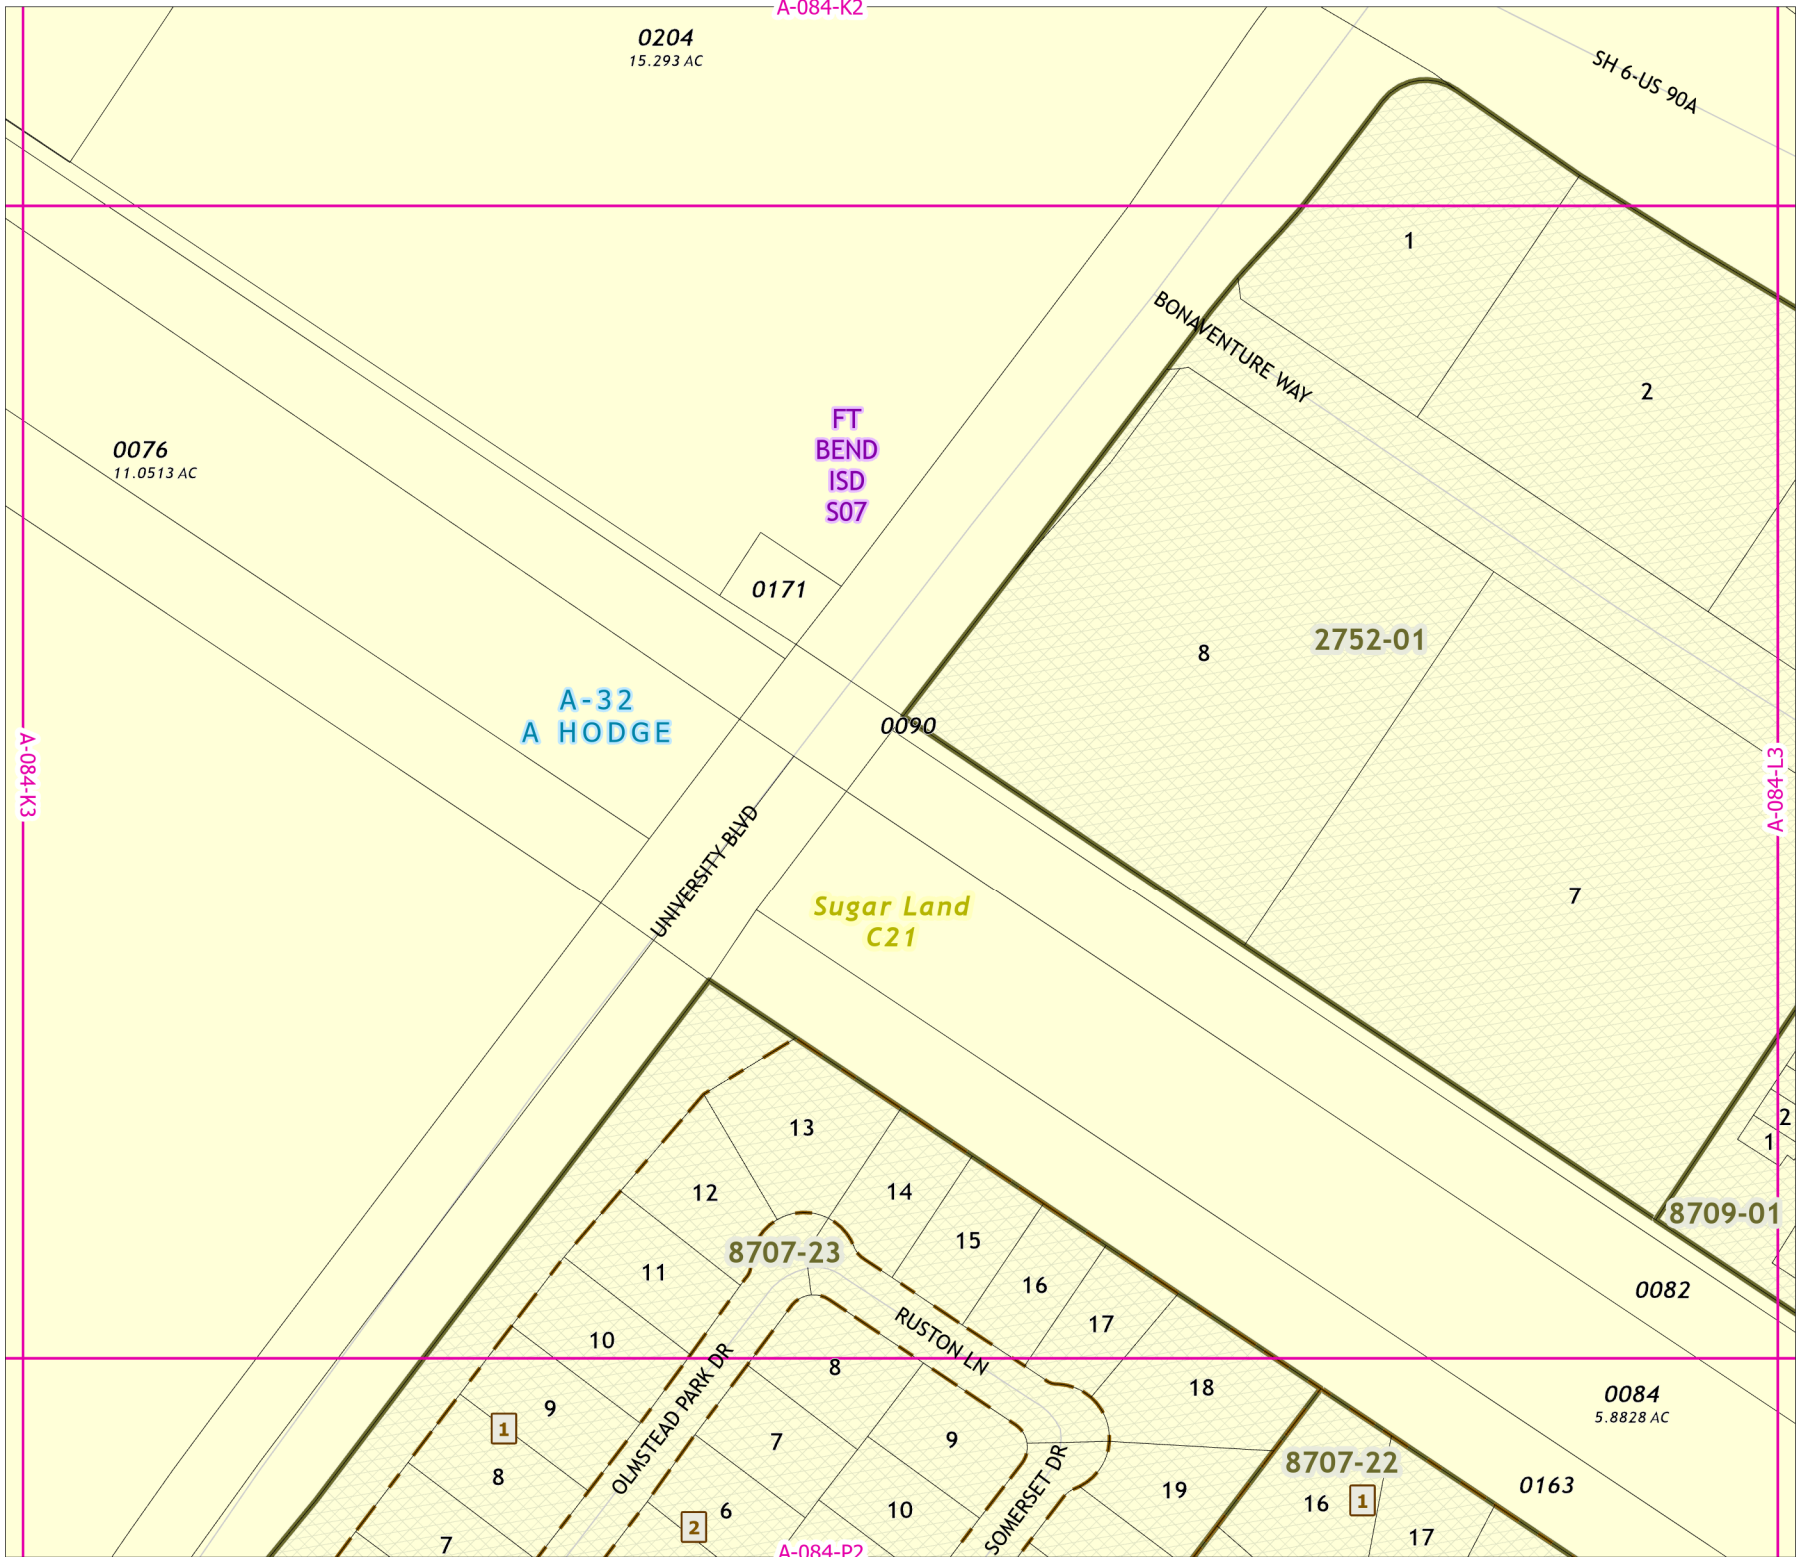 A-084-K2
0204
15.293 AC
SH 6-US 90A
1
BONAVENTURE WAY
2
FT
BEND
ISD
S07
0076
11.0513 AC
0171
2752-01
8
A-32
A HODGE
0090
A-084-K3
A-084-L3
UNIVERSITY BLVD
7
Sugar Land
C21
13
2
1
12
14
8709-01
15
8707-23
11
16
0082
17
RUSTON LN
10
8
18
0084
5.8828 AC
OLMSTEAD PARK DR
9
1
7
9
8707-22
8
19
0163
SOMERSET DR
16
1
6
10
2
17
7
A-084-P2